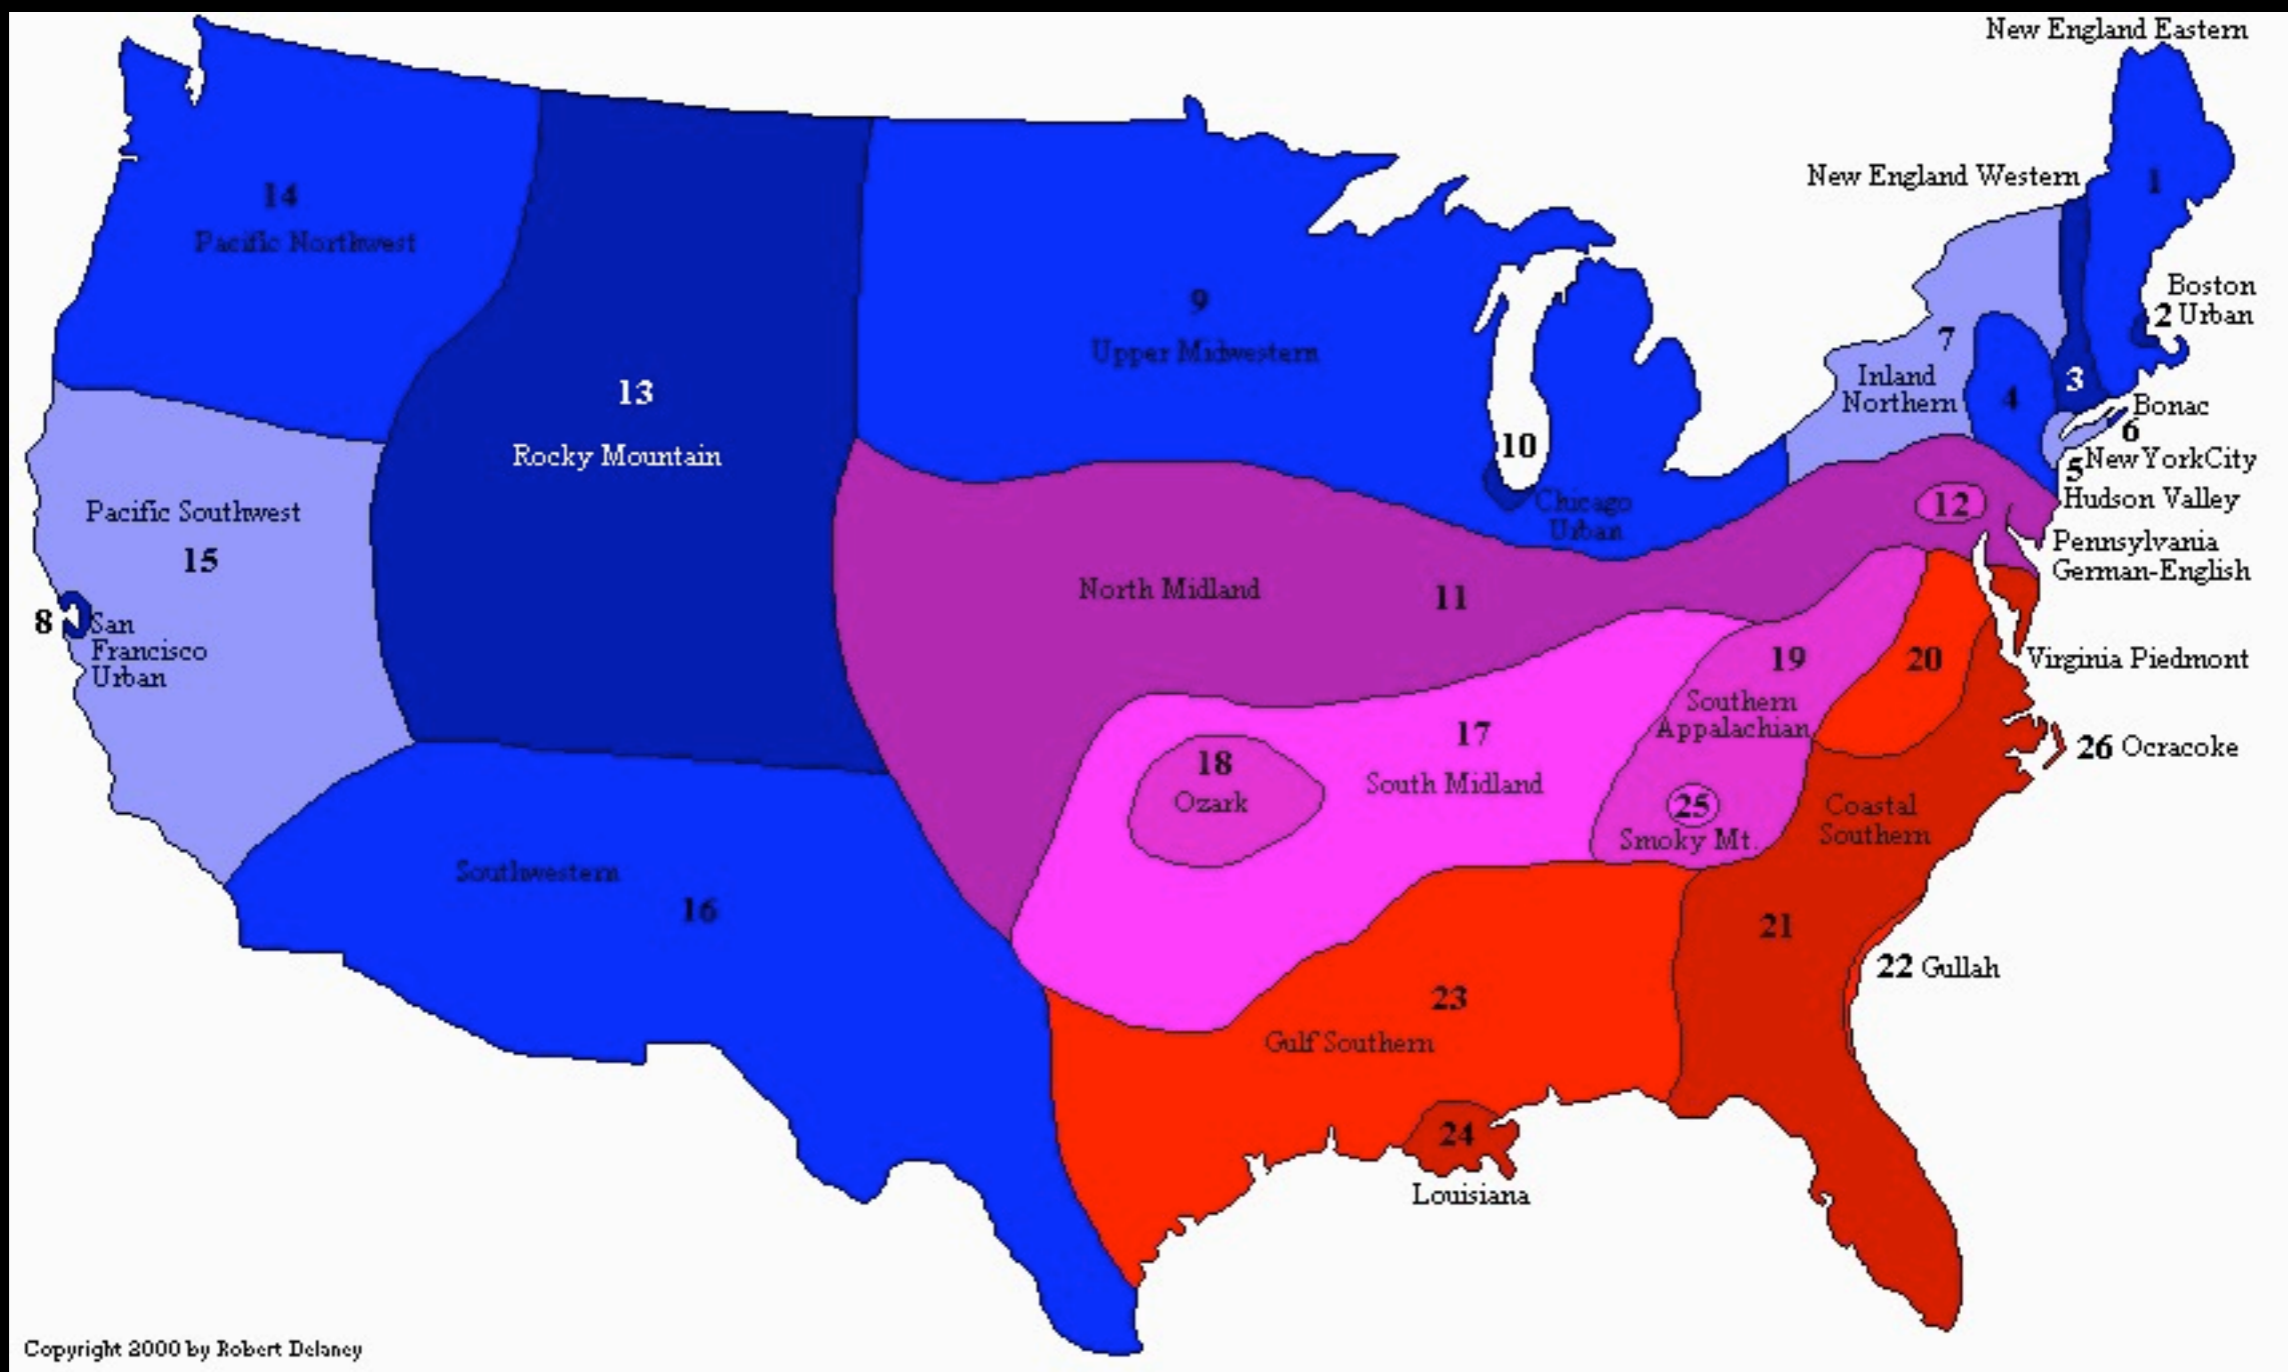 New England Eastern
14
Pacific Northwest
New England Western
1
9
Upper Midwestern
Boston
2 Urban
7
Inland
Northern
3
4
13
Rocky Mountain
Bonac
6
10
5 New York City
Pacific Southwest
15
Chicago
Urban
12
Hudson Valley
Pennsylvania
German-English
North Midland
11
8
San
Francisco
Urban
19
20
Virginia Piedmont
Southern
Appalachian
17
South Midland
18
Ozark
26 Ocracoke
25
Smoky Mt.
Coastal
Southern
Southwestern
16
21
22 Gullah
23
Gulf Southern
24
Louisiana
Copyright 2000 by Robert Delaney